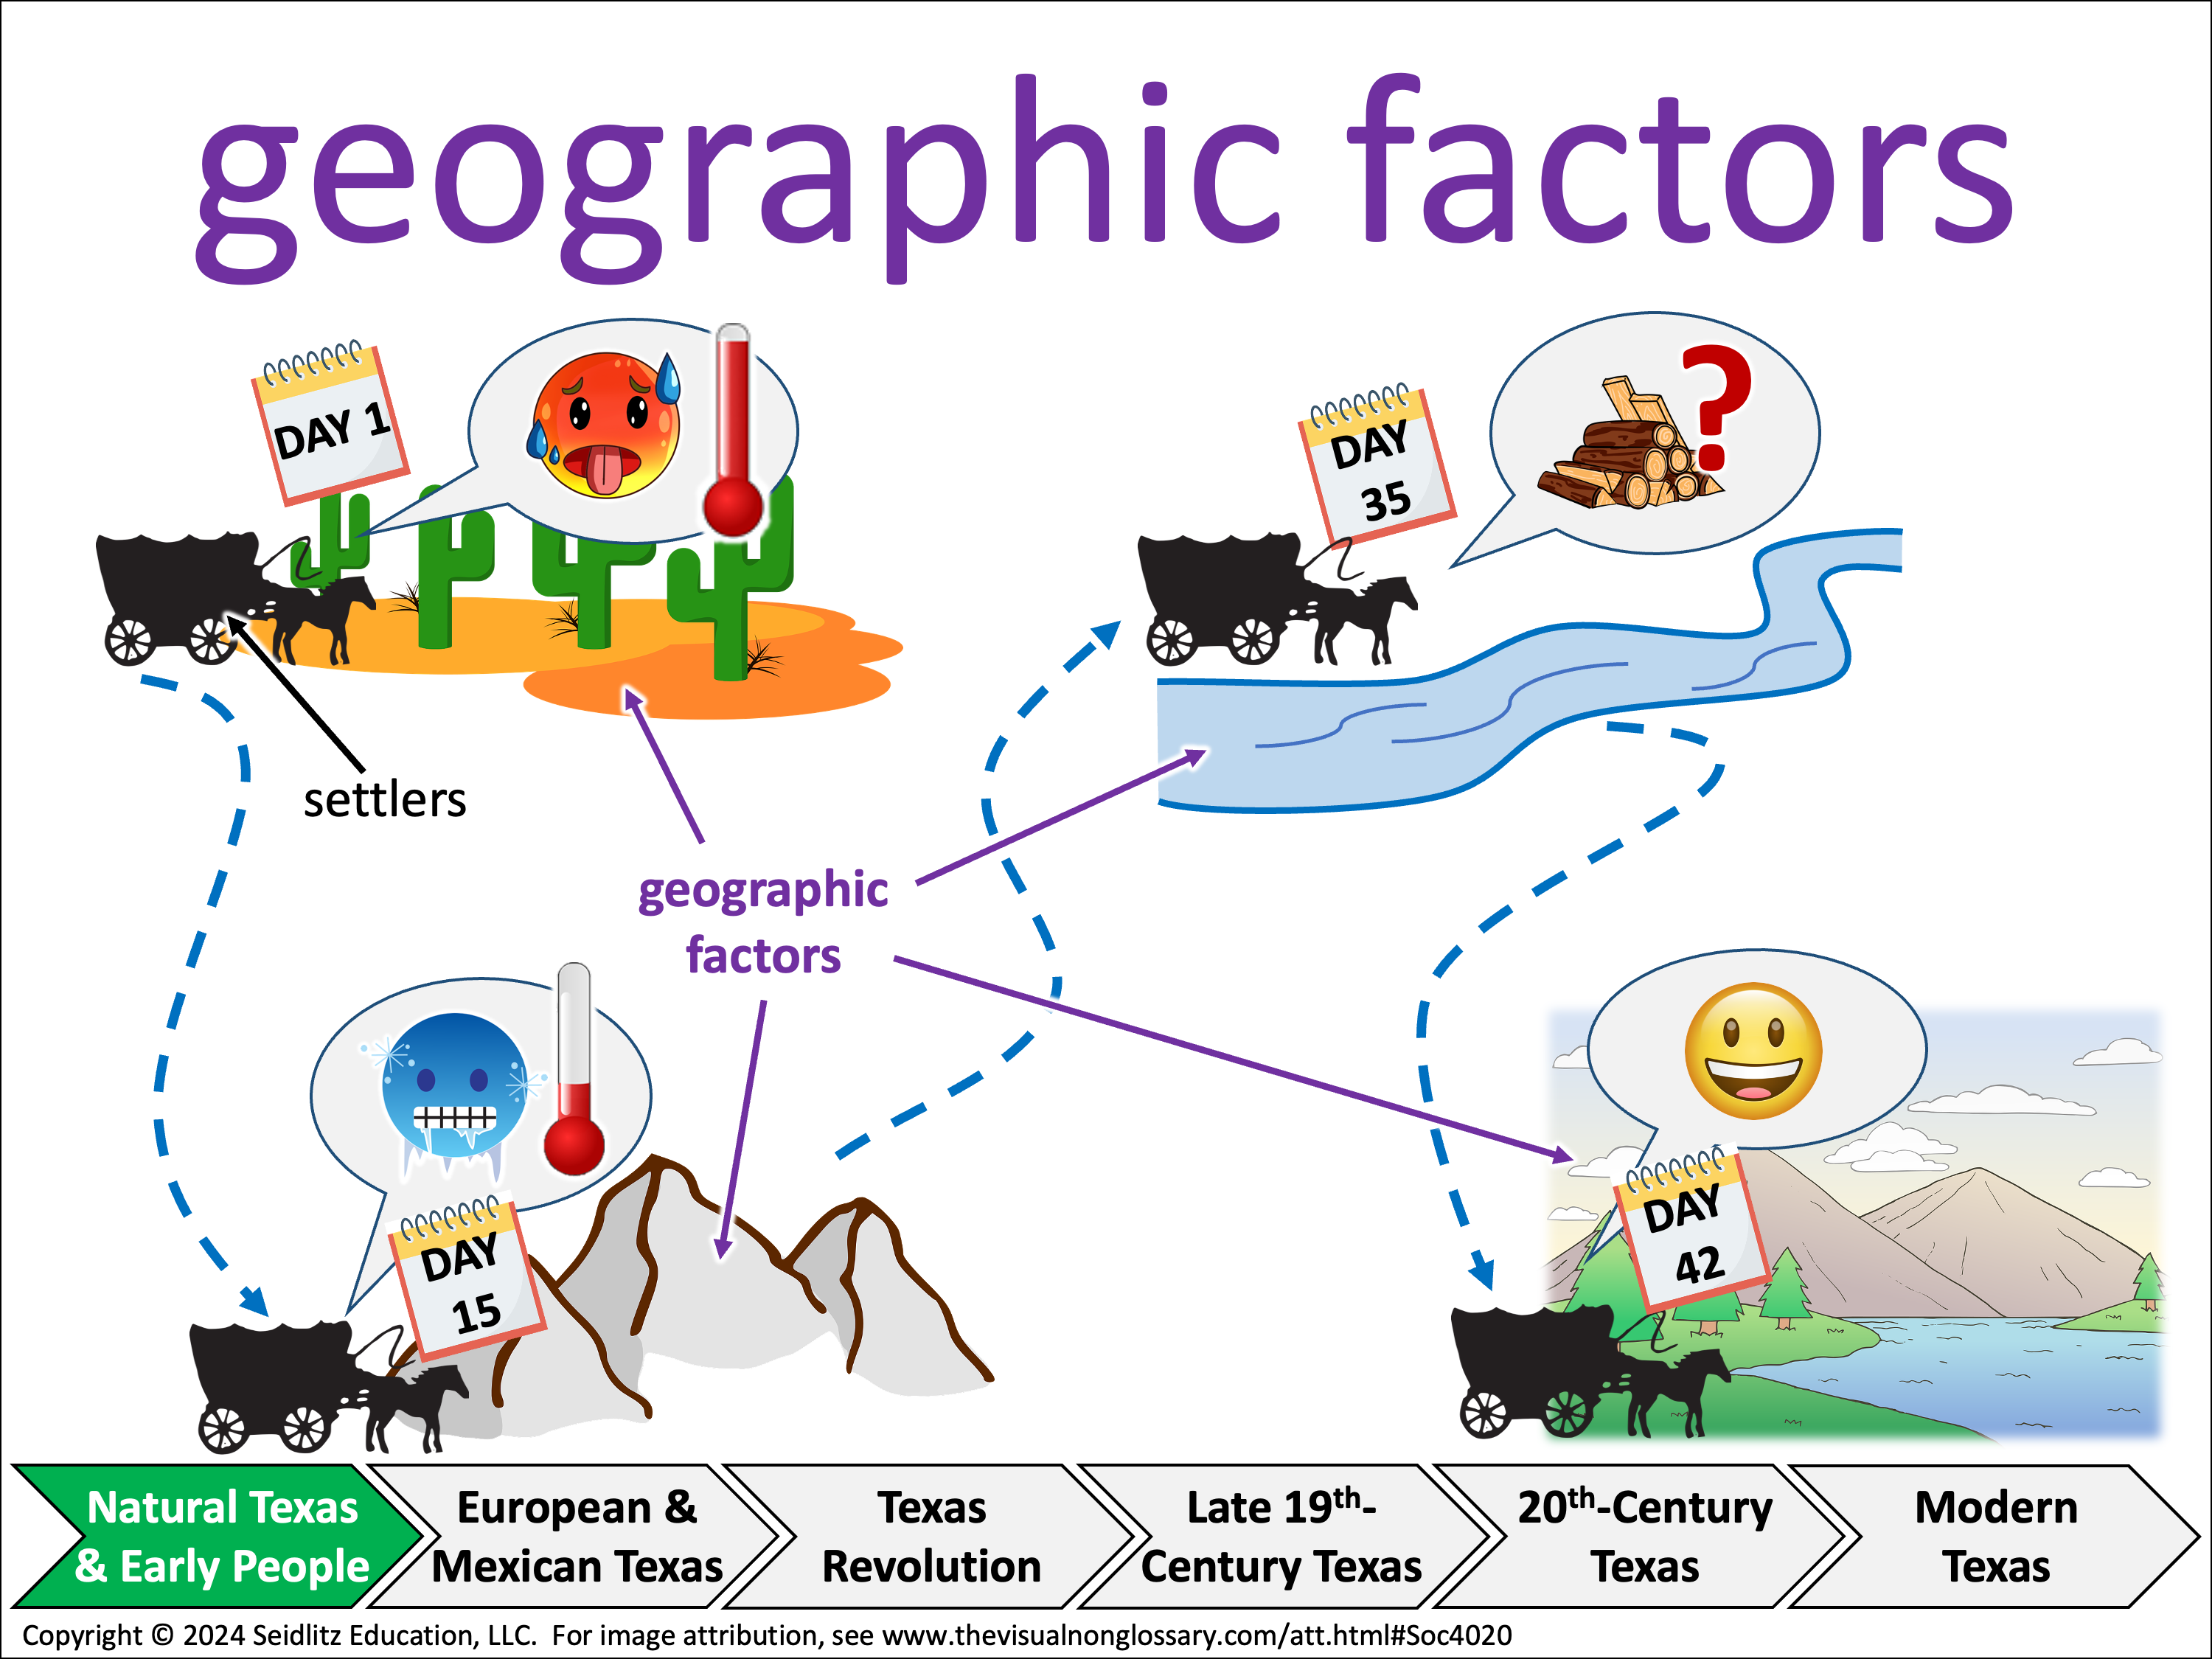 geographic factors
DAY 1
DAY
35
settlers
geographic
factors
DAY
15
DAY
42
Natural Texas
& Early People
European &
Mexican Texas
Texas
Revolution
Late 19th-
Century Texas
20th-Century
Texas
Modern
Texas
Copyright © 2024 Seidlitz Education, LLC.  For image attribution, see www.thevisualnonglossary.com/att.html#Soc4020